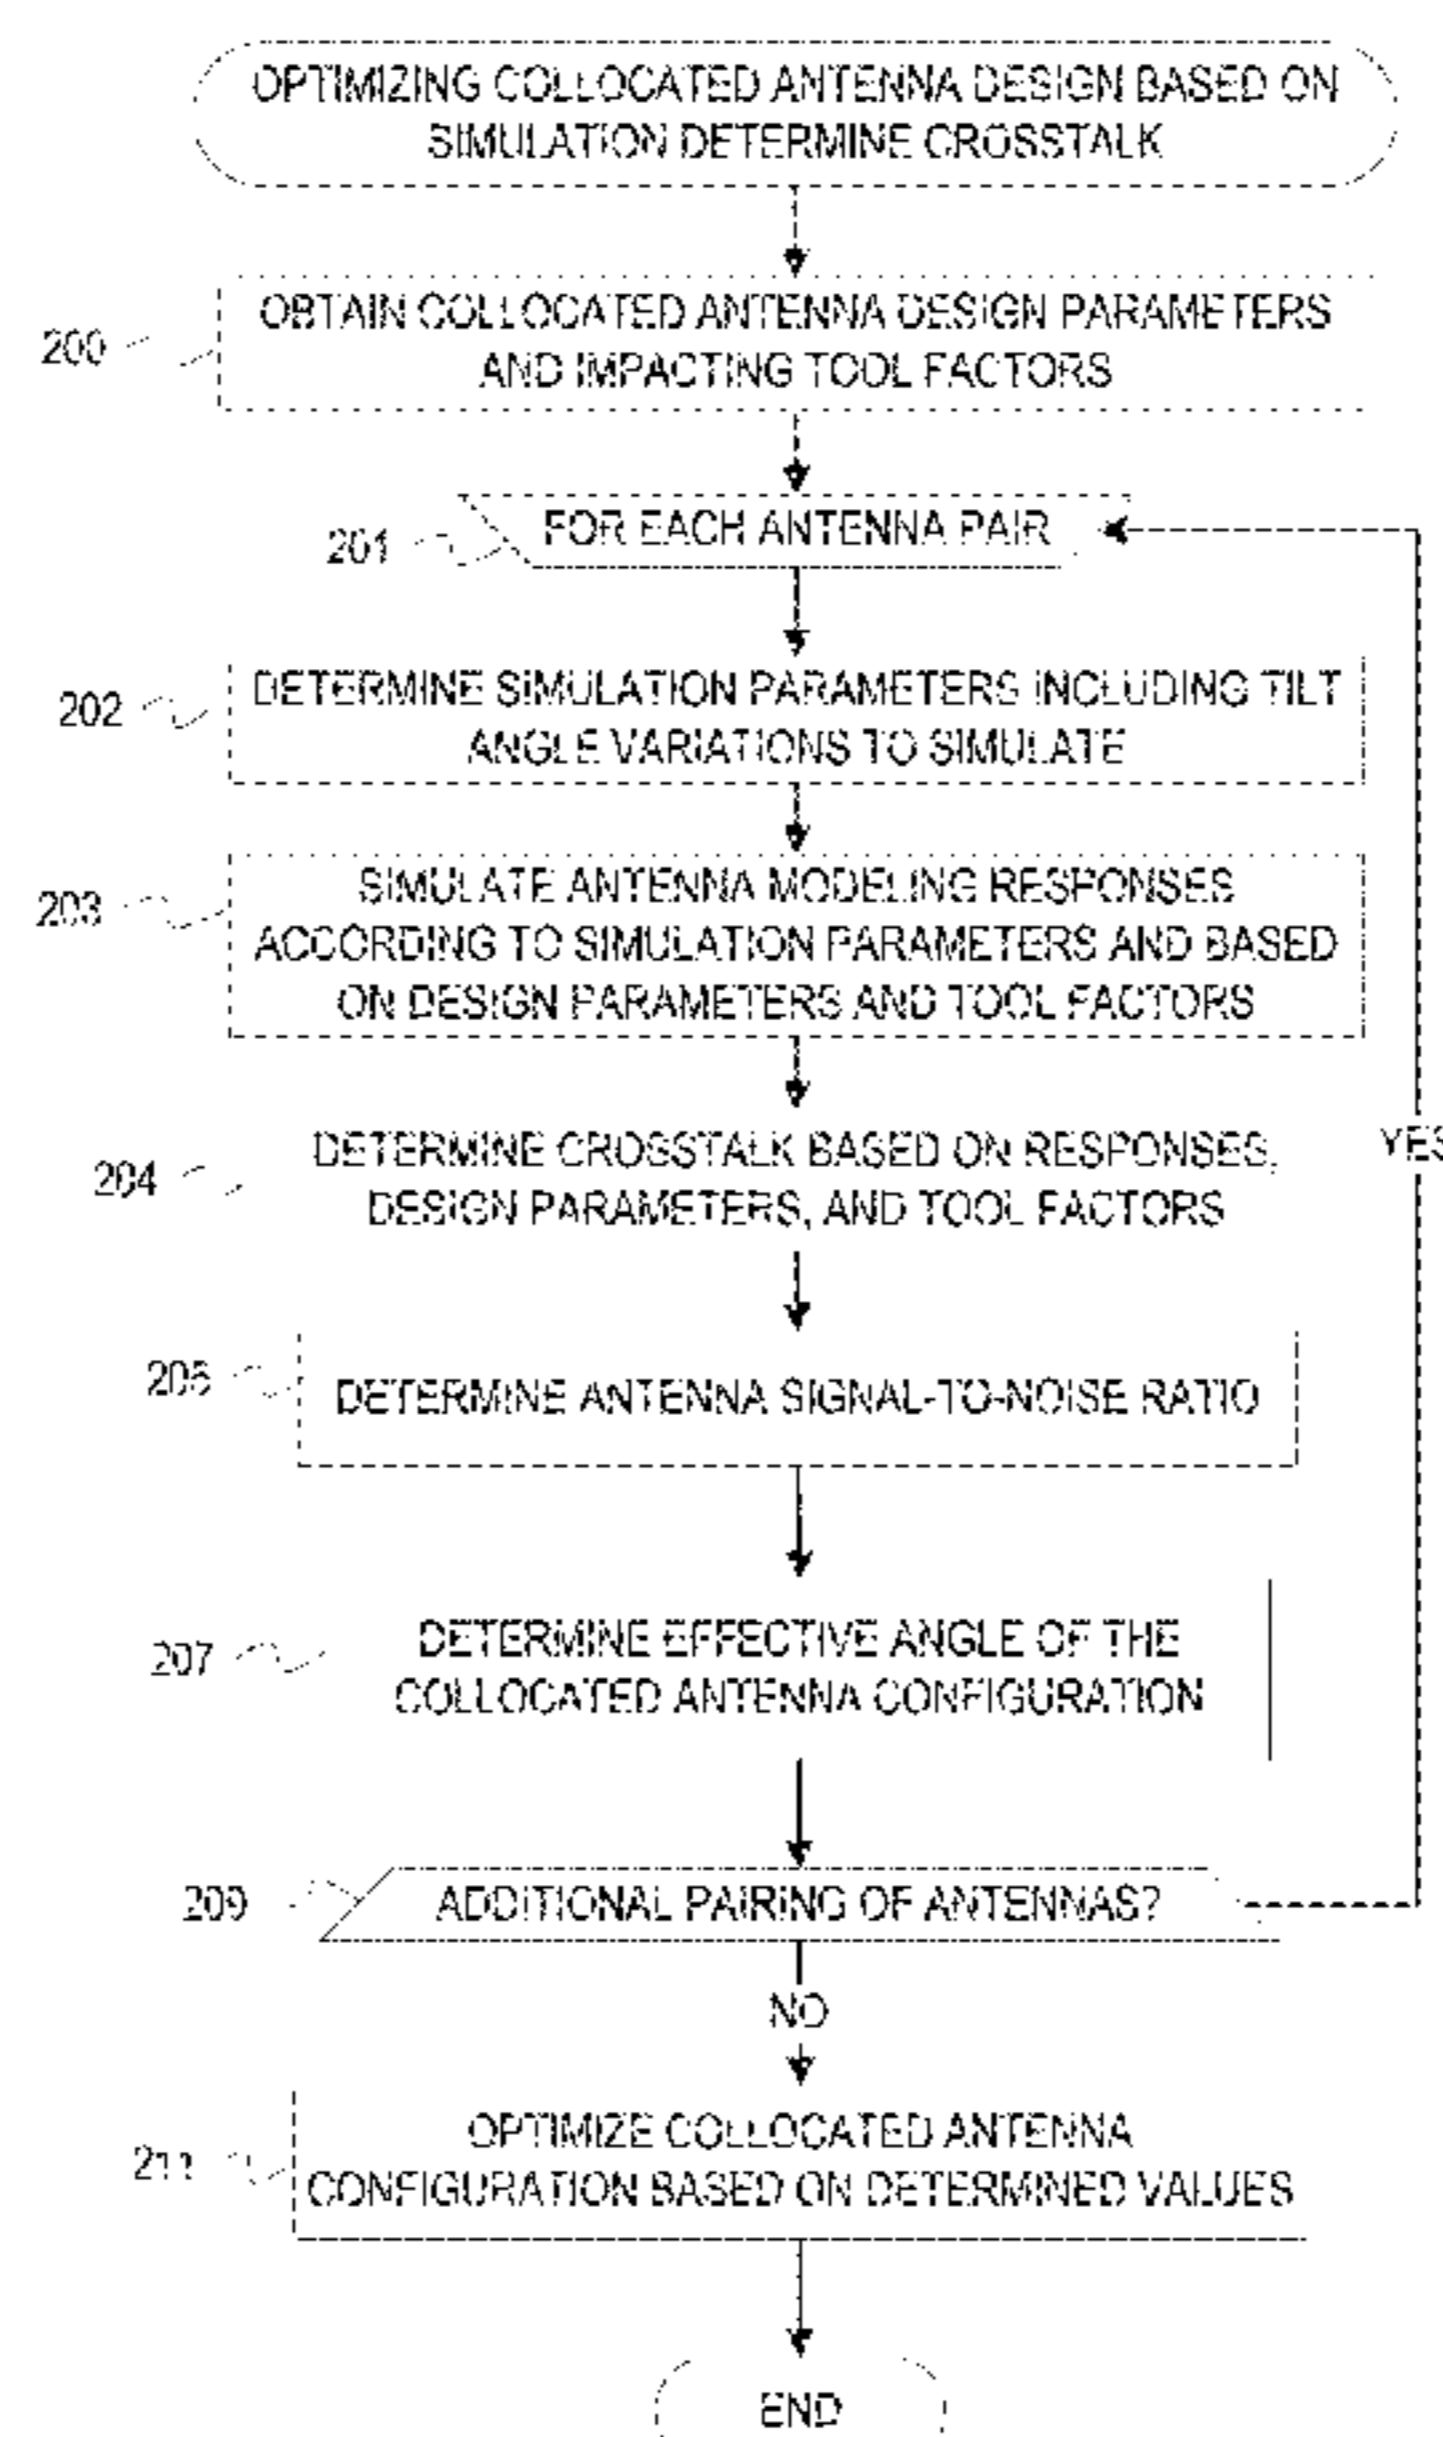 OPTIMIZING COLLOCATED ANTENNA DESIGN BASED ON
SIMULATION DETERMINE CROSSTALK
200
OBTAIN COLLOCATED ANTENNA DESIGN PARAMETERS
AND IMPACTING TOOL FACTORS
201
FOR EACH ANTENNA PAIR
202
DETERMINE SIMULATION PARAMETERS INCLUDING TILT
ANGLE VARIATIONS TO SIMULATE
203
SIMULATE ANTENNA MODELING RESPONSES
ACCORDING TO SIMULATION PARAMETERS AND BASED
ON DESIGN PARAMETERS AND TOOL FACTORS
204
DETERMINE CROSSTALK BASED ON RESPONSES,
DESIGN PARAMETERS, AND TOOL FACTORS
YES
205
DETERMINE ANTENNA SIGNAL-TO-NOISE RATIO
207
DETERMINE EFFECTIVE ANGLE OF THE
COLLOCATED ANTENNA CONFIGURATION
209
ADDITIONAL PAIRING OF ANTENNAS?
NO
211
OPTIMIZE COLLOCATED ANTENNA
CONFIGURATION BASED ON DETERMINED VALUES
END